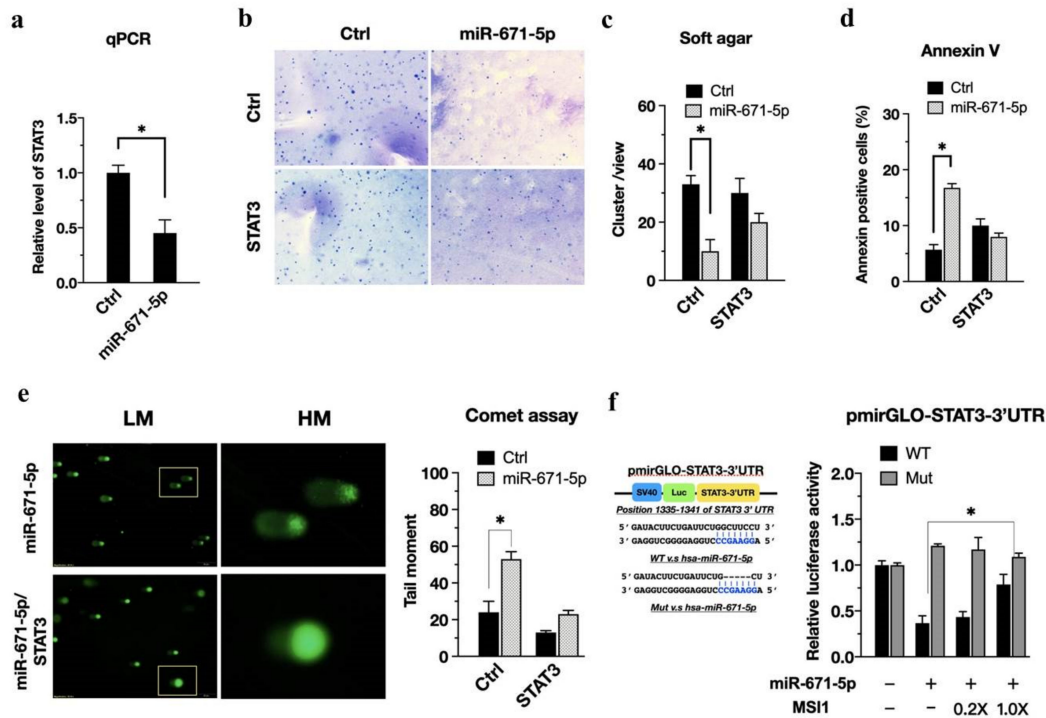 a
qPCR
Relative level of STAT3
1.5
1.0
0.5
0.0
*
Ctrl
miR-671-5p
b
Ctrl
miR-671-5p
Ctrl
STAT3
c
Soft agar
Ctrl
miR-671-5p
Cluster /view
60
40
20
0
*
Ctrl
STAT3
d
Annexin V
Ctrl
miR-671-5p
Annexin positive cells (%)
30
20
10
0
*
Ctrl
STAT3
e
LM
HM
miR-671-5p
miR-671-5p/
STAT3
Comet assay
Ctrl
miR-671-5p
Tail moment
100
80
60
40
20
0
*
Ctrl
STAT3
f
pmirGLO-STAT3-3'UTR
SV40
Luc
STAT3-3'UTR
Position 1335-1341 of STAT3 3' UTR
5' GAUACUUCUGAUUCUGGCUUCCU 3'
3' GAGGUCGGGGAGGUCCCGAAGGA 5'
WT v.s hsa-miR-671-5p
5' GAUACUUCUGAUUCUG-----CU 3'
3' GAGGUCGGGGAGGUCCCGAAGGA 5'
Mut v.s hsa-miR-671-5p
pmirGLO-STAT3-3'UTR
WT
Mut
Relative luciferase activity
2.0
1.5
1.0
0.5
0.0
*
miR-671-5p – + + +
MSI1 – – 0.2X 1.0X